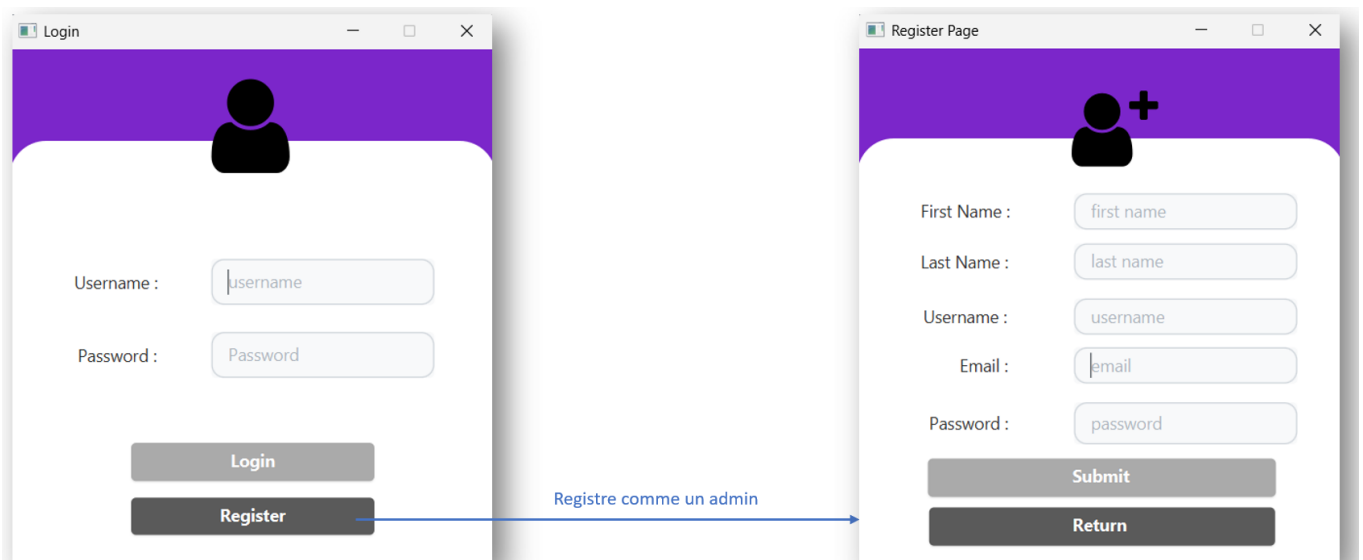 Login
Username :
username
Password :
Password
Login
Register
Registre comme un admin
Register Page
First Name :
first name
Last Name :
last name
Username :
username
Email :
email
Password :
password
Submit
Return